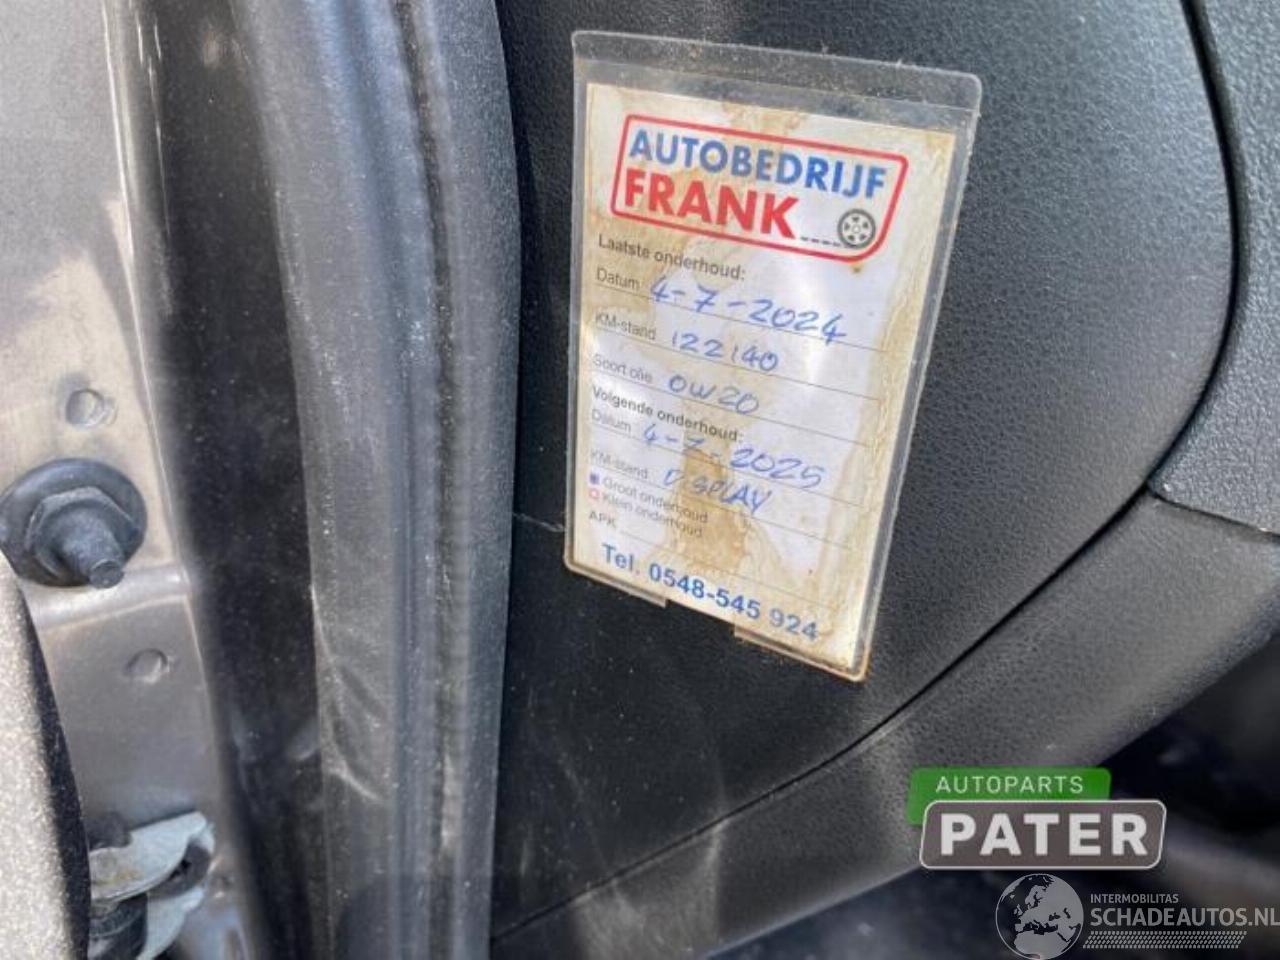 AUTOBEDRIJF
FRANK
Laatste onderhoud:
Datum 4-7-2024
KM-stand 122140
Soort olie 0W20
Volgende onderhoud:
Datum 4-7-2025
KM-stand DISPLAY
Groot onderhoud
Klein onderhoud
APK
Tel. 0548-545 924
AUTOPARTS
PATER
INTERMOBILITAS
SCHADEAUTOS.NL